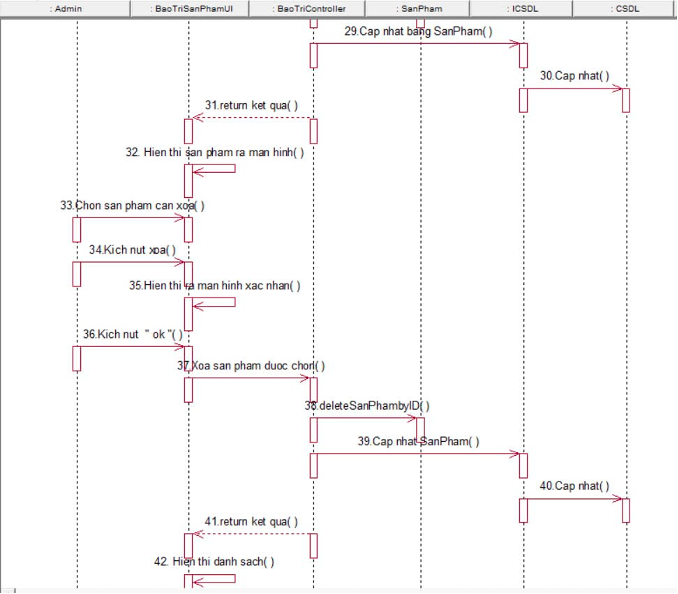 : Admin
: BaoTriSanPhamUI
: BaoTriController
: SanPham
: ICSDL
: CSDL
29.Cap nhat bang SanPham( )
30.Cap nhat( )
31.return ket qua( )
32. Hien thi san pham ra man hinh( )
33.Chon san pham can xoa( )
34.Kich nut xoa( )
35.Hien thi ra man hinh xac nhan( )
36.Kich nut " ok "( )
37.Xoa san pham duoc chon( )
38.deleteSanPhambyID( )
39.Cap nhat SanPham( )
40.Cap nhat( )
41.return ket qua( )
42. Hien thi danh sach( )